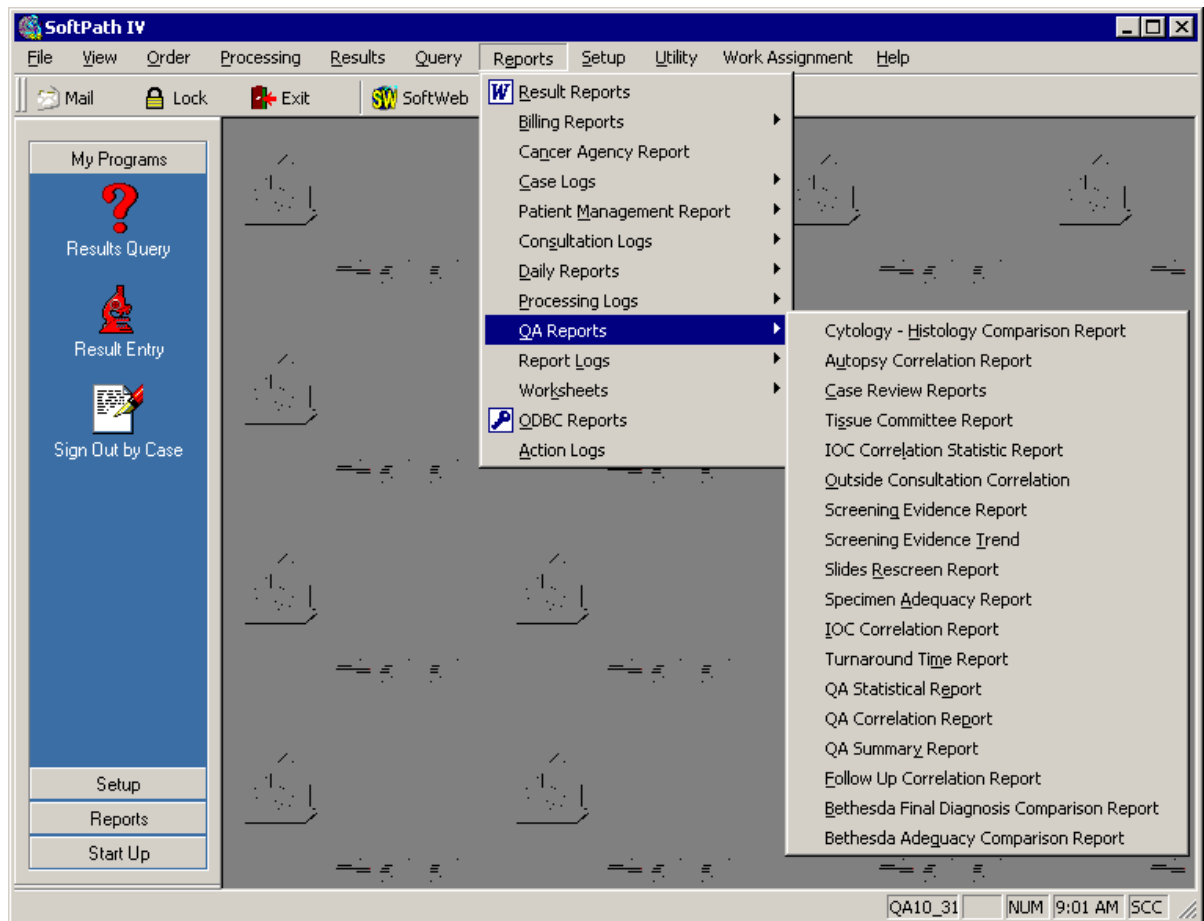 SoftPath IV
File View Order Processing Results Query Reports Setup Utility Work Assignment Help
Mail Lock Exit SW SoftWeb
My Programs
Results Query
Result Entry
Sign Out by Case
Setup
Reports
Start Up
W Result Reports
Billing Reports
Cancer Agency Report
Case Logs
Patient Management Report
Consultation Logs
Daily Reports
Processing Logs
QA Reports
Report Logs
Worksheets
ODBC Reports
Action Logs
Cytology - Histology Comparison Report
Autopsy Correlation Report
Case Review Reports
Tissue Committee Report
IOC Correlation Statistic Report
Outside Consultation Correlation
Screening Evidence Report
Screening Evidence Trend
Slides Rescreen Report
Specimen Adequacy Report
IOC Correlation Report
Turnaround Time Report
QA Statistical Report
QA Correlation Report
QA Summary Report
Follow Up Correlation Report
Bethesda Final Diagnosis Comparison Report
Bethesda Adequacy Comparison Report
QA10_31 NUM 9:01 AM SCC